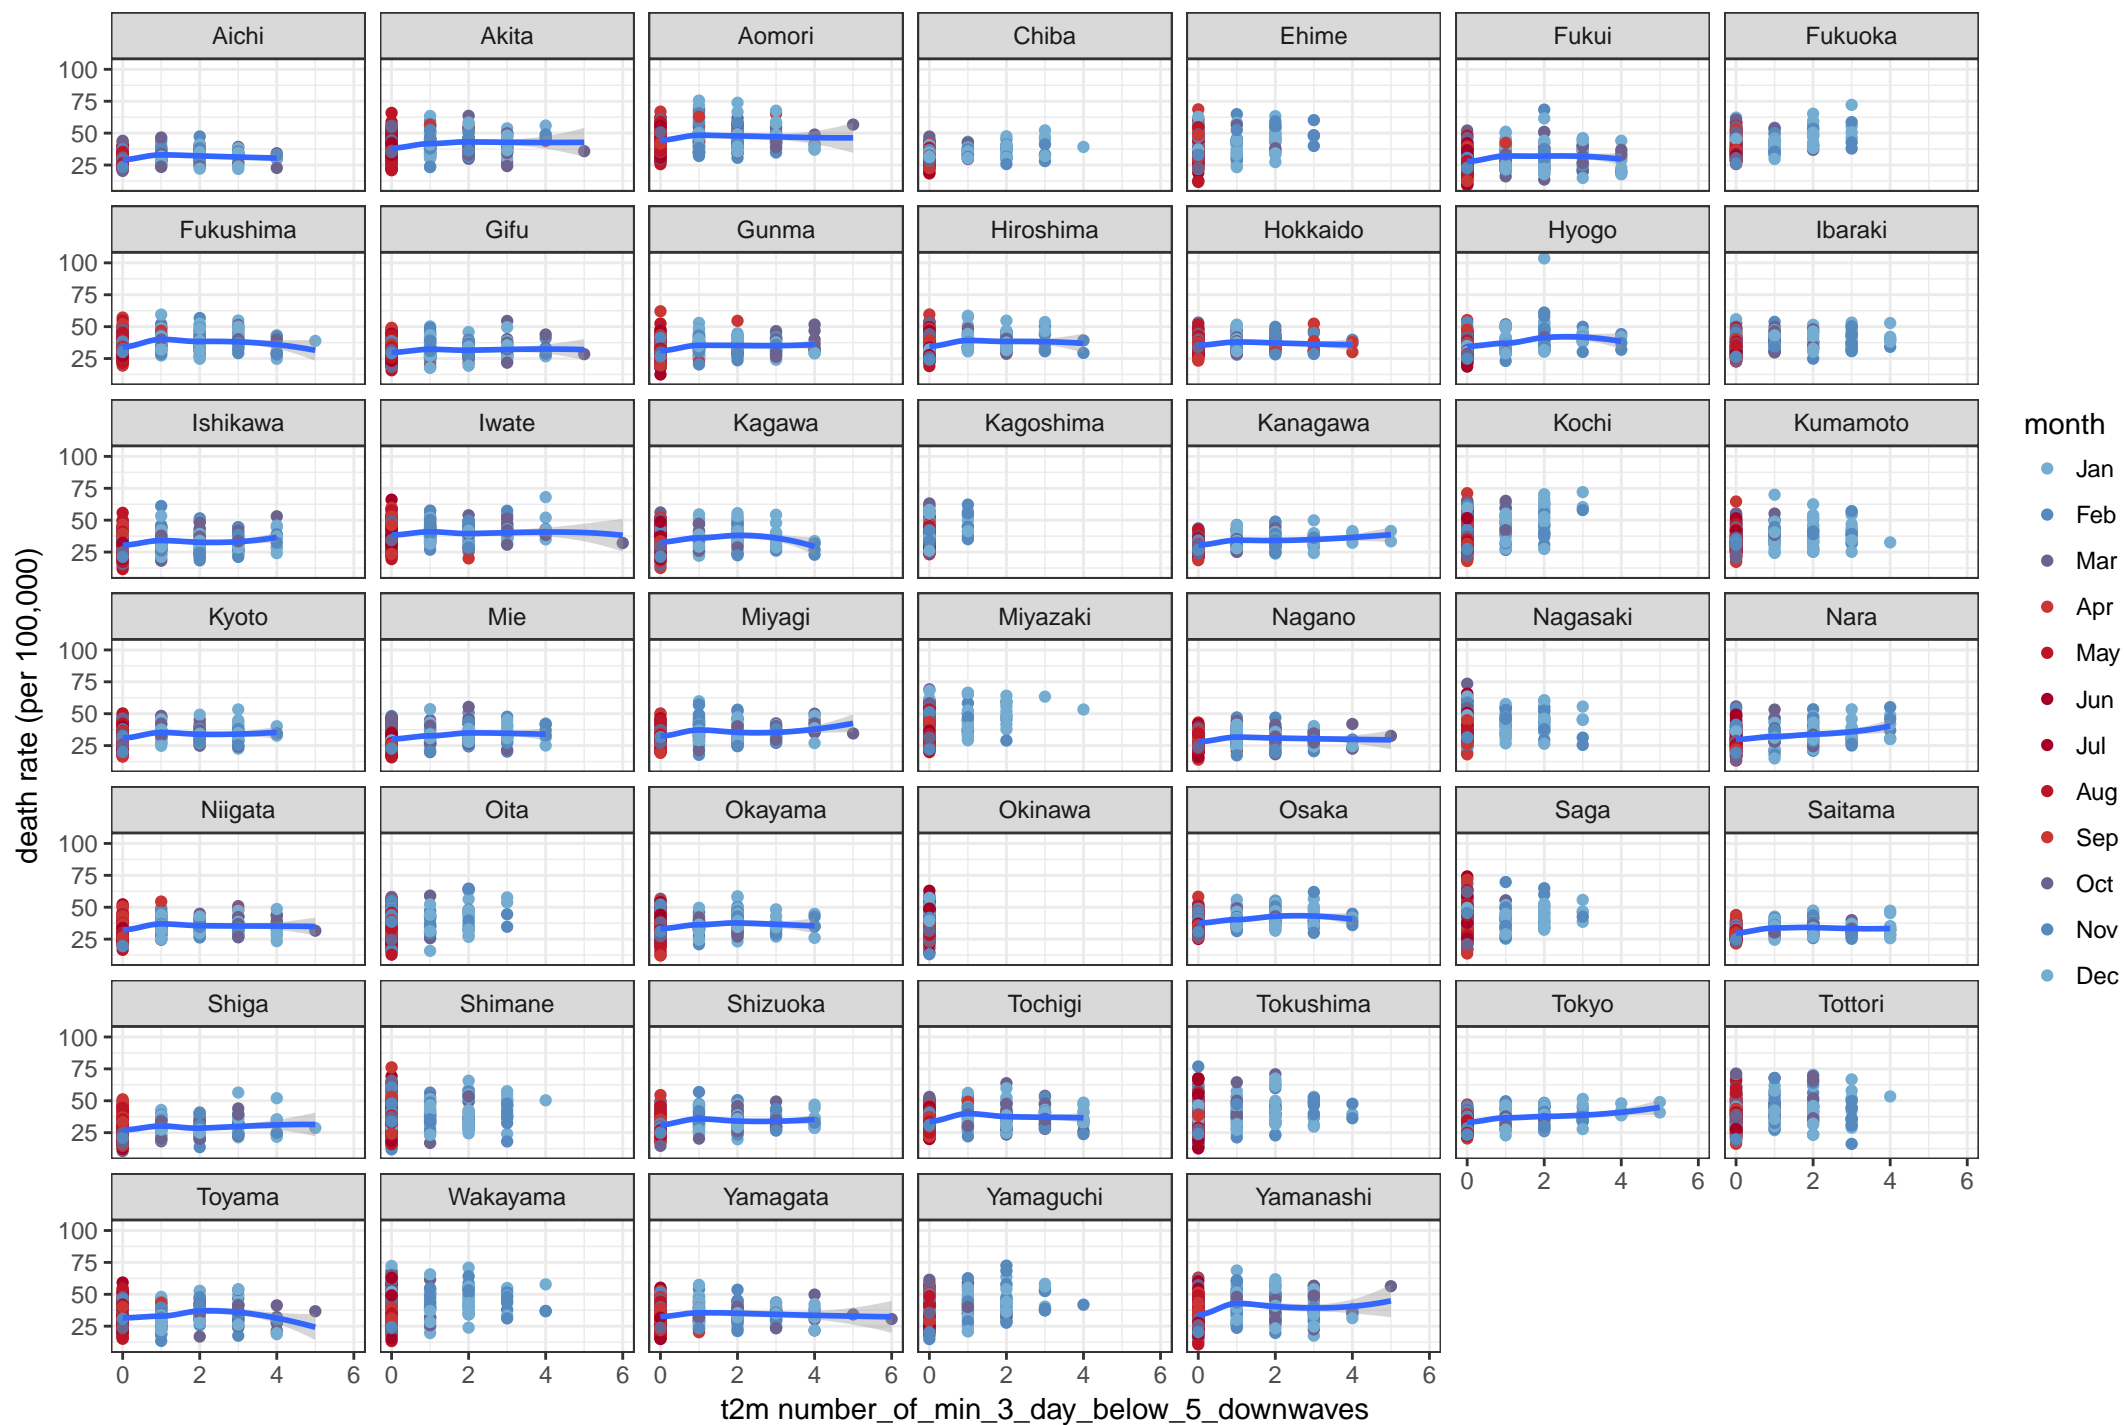 Aichi Akita Aomori Chiba Ehime Fukui Fukuoka
100
75
50
25
Fukushima Gifu Gunma Hiroshima Hokkaido Hyogo Ibaraki
100
75
50
25
Ishikawa Iwate Kagawa Kagoshima Kanagawa Kochi Kumamoto
100
75
50
25
Kyoto Mie Miyagi Miyazaki Nagano Nagasaki Nara
100
75
50
25
Niigata Oita Okayama Okinawa Osaka Saga Saitama
100
75
50
25
Shiga Shimane Shizuoka Tochigi Tokushima Tokyo Tottori
100
75
50
25
0 2 4 6 0 2 4 6
Toyama Wakayama Yamagata Yamaguchi Yamanashi
100
75
50
25
0 2 4 6 0 2 4 6 0 2 4 6 0 2 4 6 0 2 4 6
t2m number_of_min_3_day_below_5_downwaves
death rate (per 100,000)
month
Jan
Feb
Mar
Apr
May
Jun
Jul
Aug
Sep
Oct
Nov
Dec